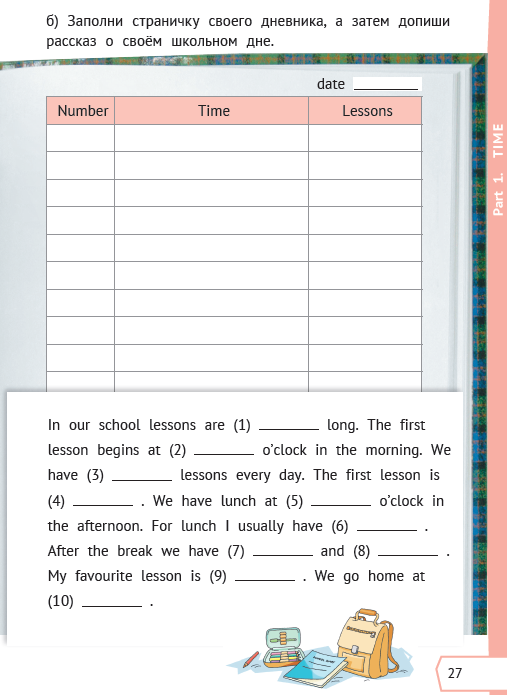 б) Заполни страничку своего дневника, а затем допиши
рассказ о своём школьном дне.
date ________
Number Time Lessons
Part 1. TIME
In our school lessons are (1) ________ long. The first
lesson begins at (2) ________ o'clock in the morning. We
have (3) ________ lessons every day. The first lesson is
(4) ________ . We have lunch at (5) ________ o'clock in
the afternoon. For lunch I usually have (6) ________ .
After the break we have (7) ________ and (8) ________ .
My favourite lesson is (9) ________ . We go home at
(10) ________ .
27